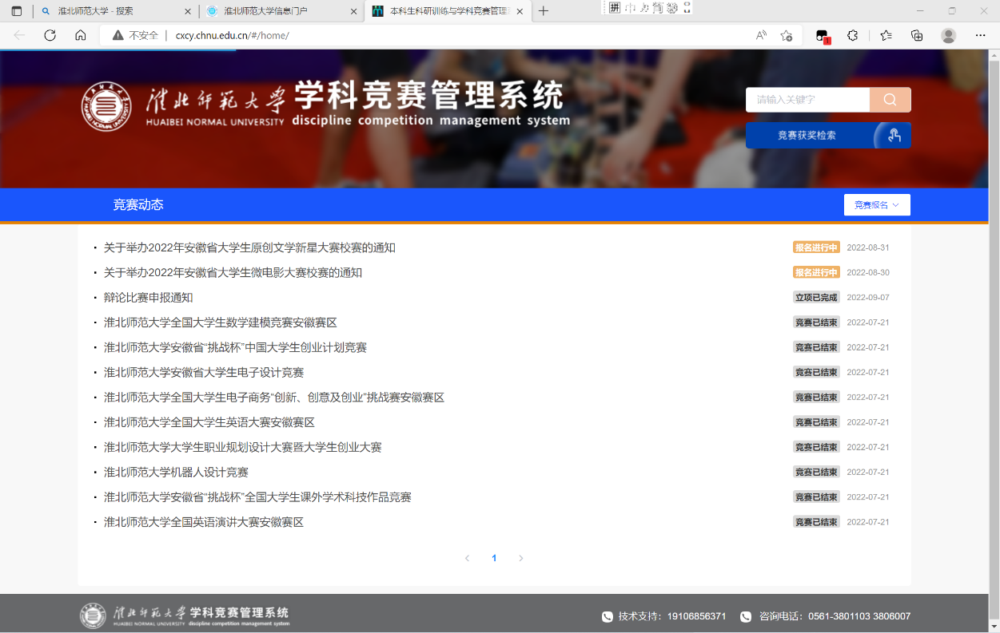 淮北师范大学 - 搜索
淮北师范大学信息门户
本科生科研训练与学科竞赛管理
拼 中 简
不安全 | cxcy.chnu.edu.cn/#/home/
1
淮北师范大学 学科竞赛管理系统
HUAIBEI NORMAL UNIVERSITY discipline competition management system
请输入关键字
竞赛获奖检索
竞赛动态
竞赛报名
· 关于举办2022年安徽省大学生原创文学新星大赛校赛的通知 报名进行中 2022-08-31
· 关于举办2022年安徽省大学生微电影大赛校赛的通知 报名进行中 2022-08-30
· 辩论比赛申报通知 立项已完成 2022-09-07
· 淮北师范大学全国大学生数学建模竞赛安徽赛区 竞赛已结束 2022-07-21
· 淮北师范大学安徽省“挑战杯”中国大学生创业计划竞赛 竞赛已结束 2022-07-21
· 淮北师范大学安徽省大学生电子设计竞赛 竞赛已结束 2022-07-21
· 淮北师范大学全国大学生电子商务“创新、创意及创业”挑战赛安徽赛区 竞赛已结束 2022-07-21
· 淮北师范大学全国大学生英语大赛安徽赛区 竞赛已结束 2022-07-21
· 淮北师范大学大学生职业规划设计大赛暨大学生创业大赛 竞赛已结束 2022-07-21
· 淮北师范大学机器人设计竞赛 竞赛已结束 2022-07-21
· 淮北师范大学安徽省“挑战杯”全国大学生课外学术科技作品竞赛 竞赛已结束 2022-07-21
· 淮北师范大学全国英语演讲大赛安徽赛区 竞赛已结束 2022-07-21
1
淮北师范大学 学科竞赛管理系统
HUAIBEI NORMAL UNIVERSITY discipline competition management system
技术支持：19106856371 咨询电话：0561-3801103 3806007